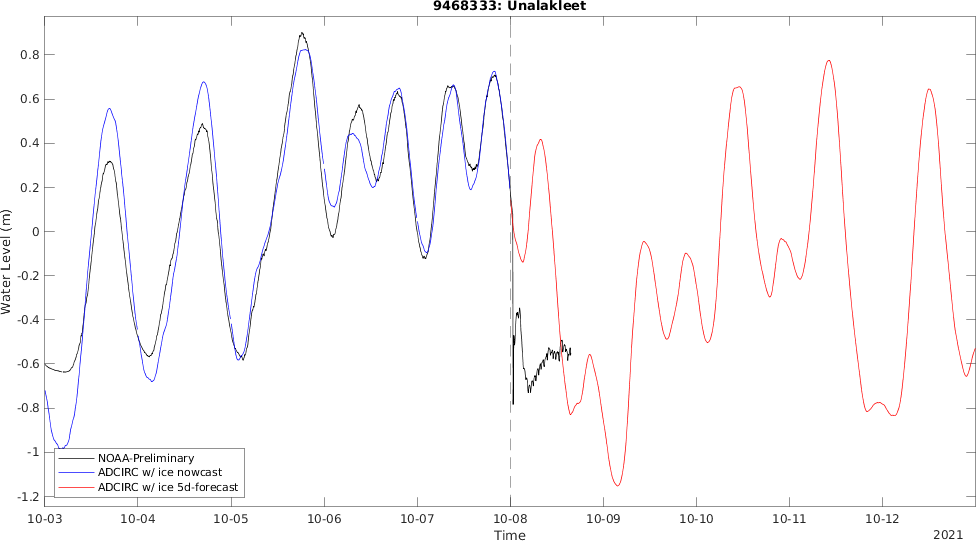 9468333: Unalakleet
Water Level (m)
0.8
0.6
0.4
0.2
0
-0.2
-0.4
-0.6
-0.8
-1
-1.2
NOAA-Preliminary
ADCIRC w/ ice nowcast
ADCIRC w/ ice 5d-forecast
10-03 10-04 10-05 10-06 10-07 10-08 10-09 10-10 10-11 10-12
Time
2021